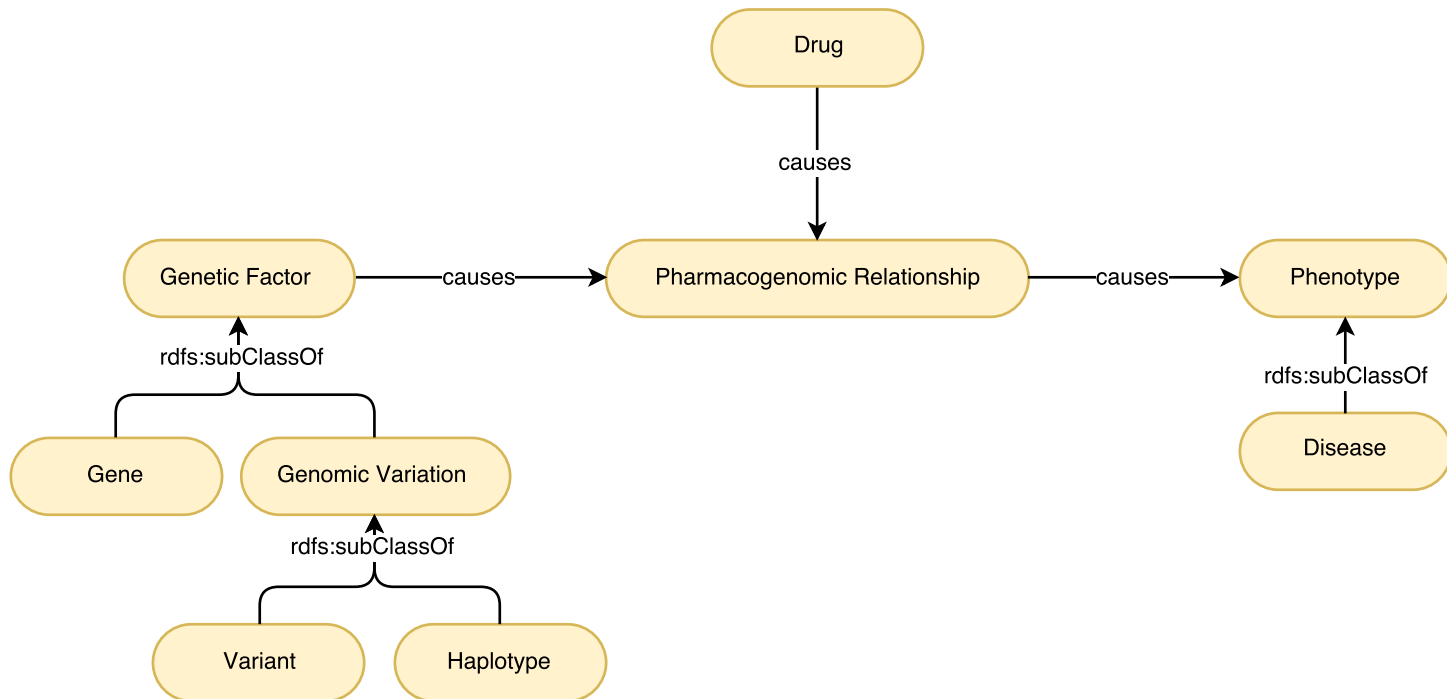 Drug
causes
Genetic Factor
causes
Pharmacogenomic Relationship
causes
Phenotype
rdfs:subClassOf
rdfs:subClassOf
Gene
Genomic Variation
Disease
rdfs:subClassOf
Variant
Haplotype